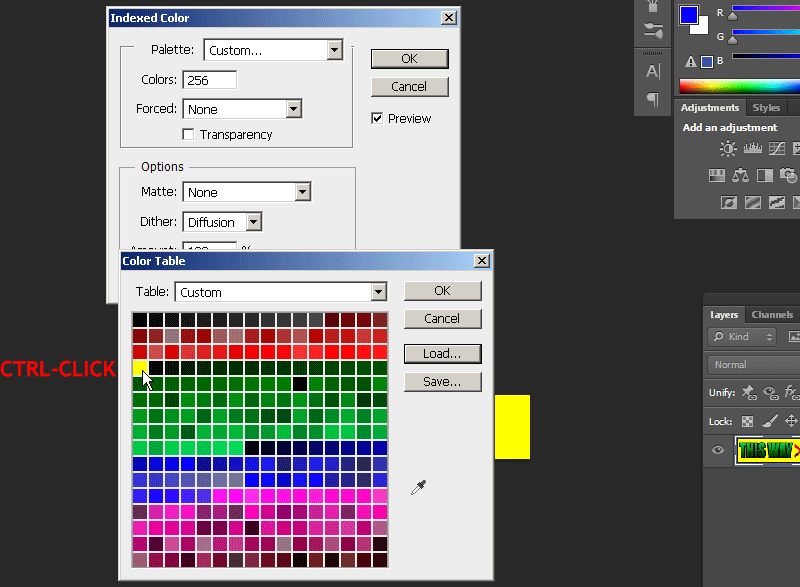 Indexed Color
Palette: Custom...
OK
Colors: 256
Cancel
Forced: None
Preview
Transparency
Options
Matte: None
Dither: Diffusion
Color Table
Table: Custom
OK
Cancel
Load...
Save...
CTRL-CLICK
R
G
B
A
Adjustments Styles
Add an adjustment
Layers Channels
Kind
Normal
Unify:
Lock:
THIS WAY